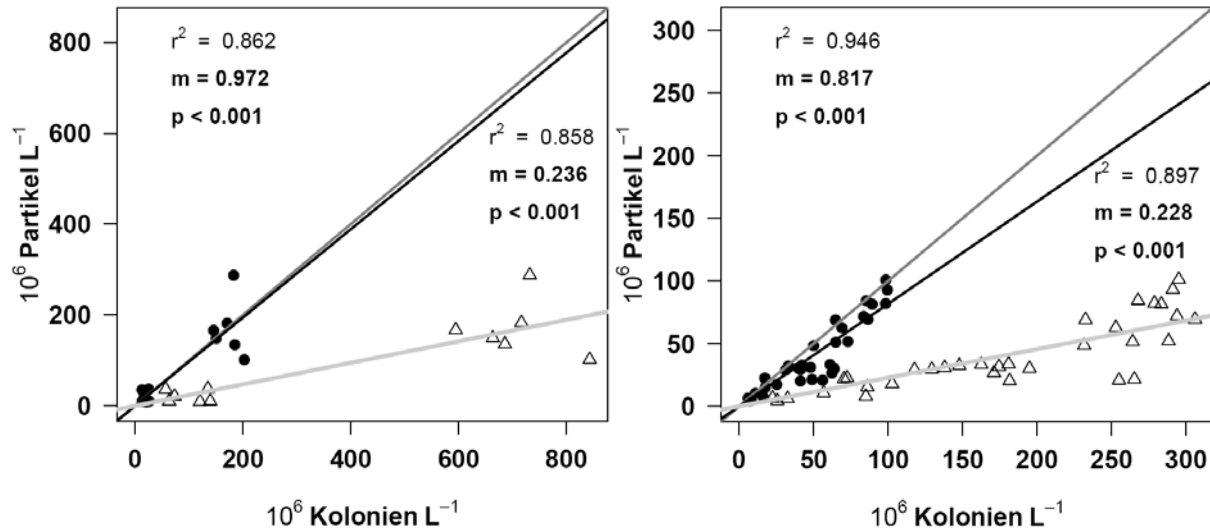 r² = 0.862
m = 0.972
p < 0.001
r² = 0.858
m = 0.236
p < 0.001
800
600
400
200
0
10⁶ Partikel L⁻¹
0 200 400 600 800
10⁶ Kolonien L⁻¹
r² = 0.946
m = 0.817
p < 0.001
r² = 0.897
m = 0.228
p < 0.001
300
250
200
150
100
50
0
10⁶ Partikel L⁻¹
0 50 100 150 200 250 300
10⁶ Kolonien L⁻¹